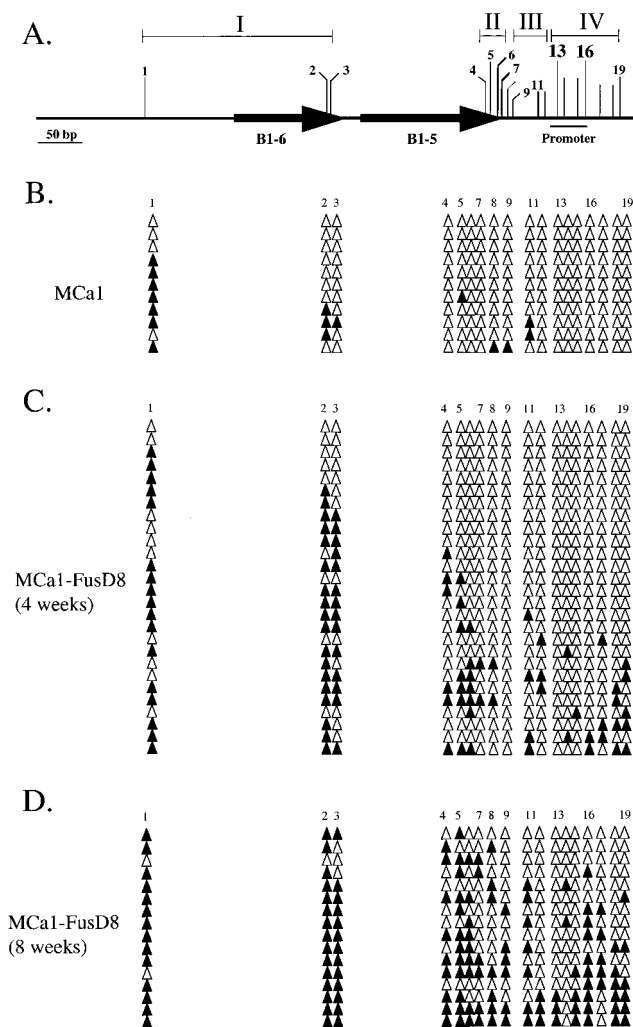 A.
I II III IV
1 2 3 4 5 6 7 9 11 13 16 19
50 bp B1-6 B1-5 Promoter
B.
1 2 3 4 5 7 8 9 11 13 16 19
MCa1
C.
1 2 3 4 5 7 8 9 11 13 16 19
MCa1-FusD8
(4 weeks)
D.
1 2 3 4 5 7 8 9 11 13 16 19
MCa1-FusD8
(8 weeks)